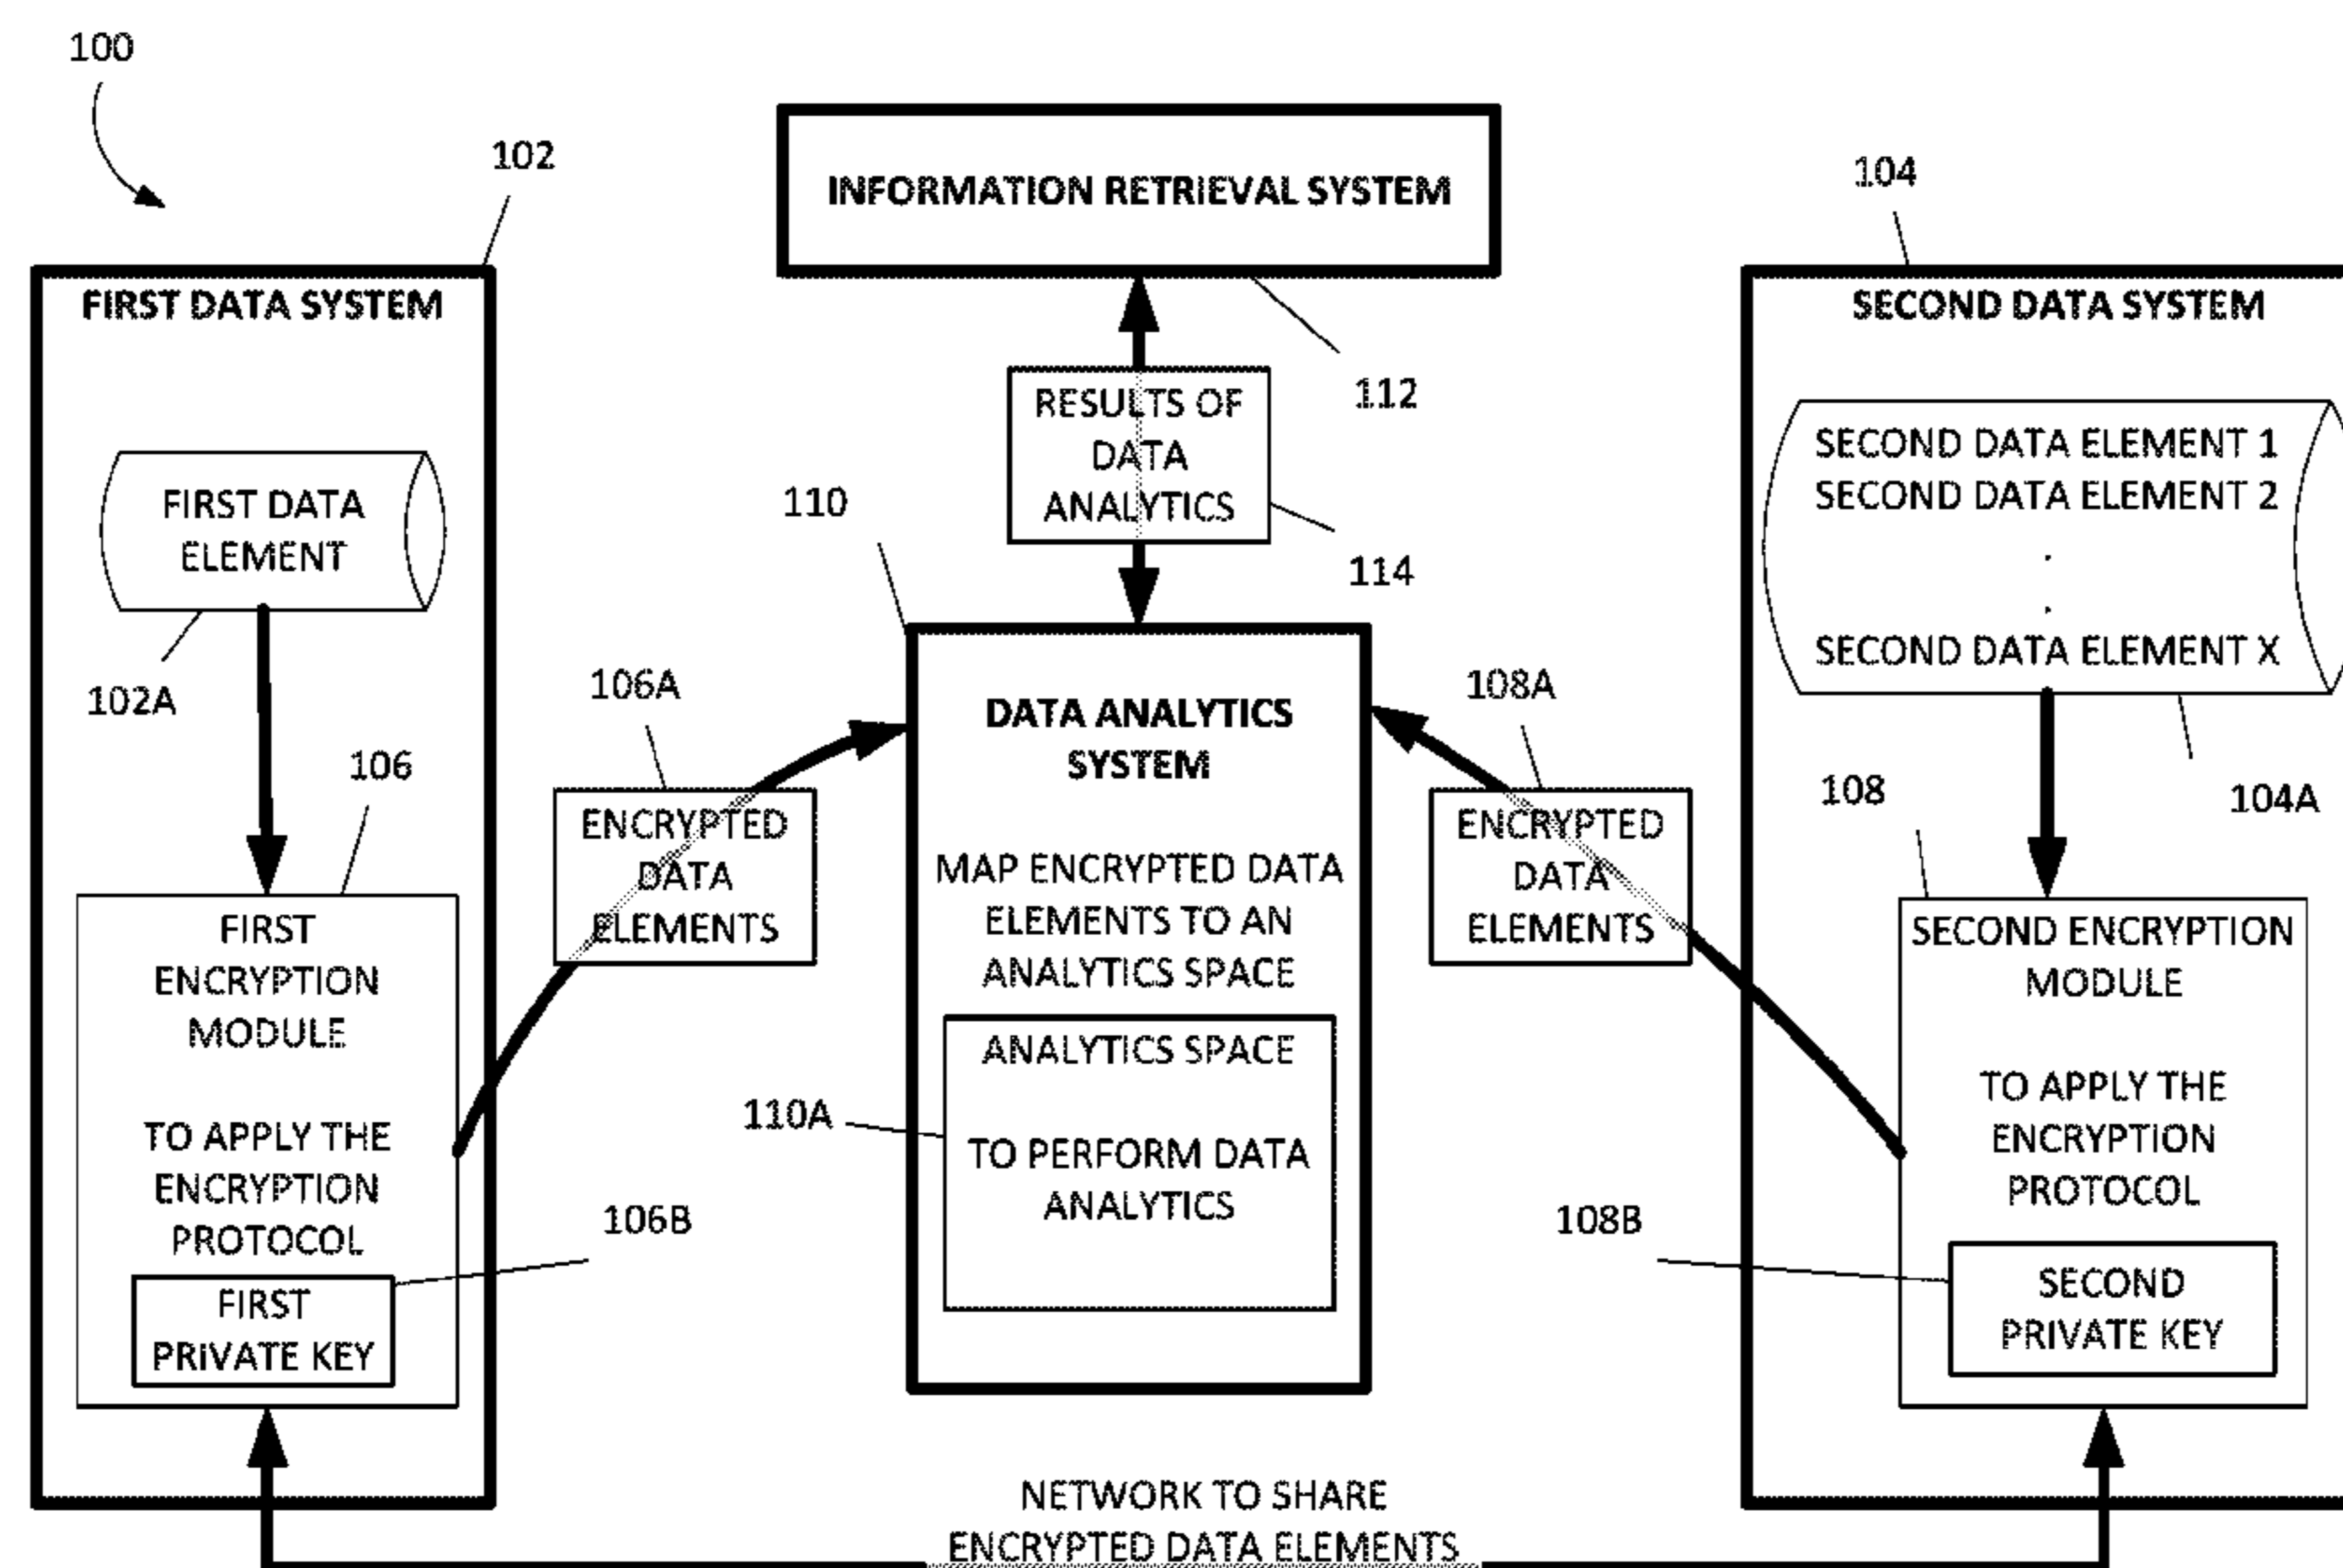 100
102
INFORMATION RETRIEVAL SYSTEM
104
FIRST DATA SYSTEM
SECOND DATA SYSTEM
112
RESULTS OF
DATA
ANALYTICS
114
110
FIRST DATA
ELEMENT
102A
SECOND DATA ELEMENT 1
SECOND DATA ELEMENT 2
.
.
SECOND DATA ELEMENT X
104A
106A
108A
106
108
ENCRYPTED
DATA
ELEMENTS
DATA ANALYTICS
SYSTEM
MAP ENCRYPTED DATA
ELEMENTS TO AN
ANALYTICS SPACE
ANALYTICS SPACE
TO PERFORM DATA
ANALYTICS
110A
ENCRYPTED
DATA
ELEMENTS
FIRST
ENCRYPTION
MODULE
TO APPLY THE
ENCRYPTION
PROTOCOL
FIRST
PRIVATE KEY
106B
SECOND ENCRYPTION
MODULE
TO APPLY THE
ENCRYPTION
PROTOCOL
108B
SECOND
PRIVATE KEY
NETWORK TO SHARE
ENCRYPTED DATA ELEMENTS